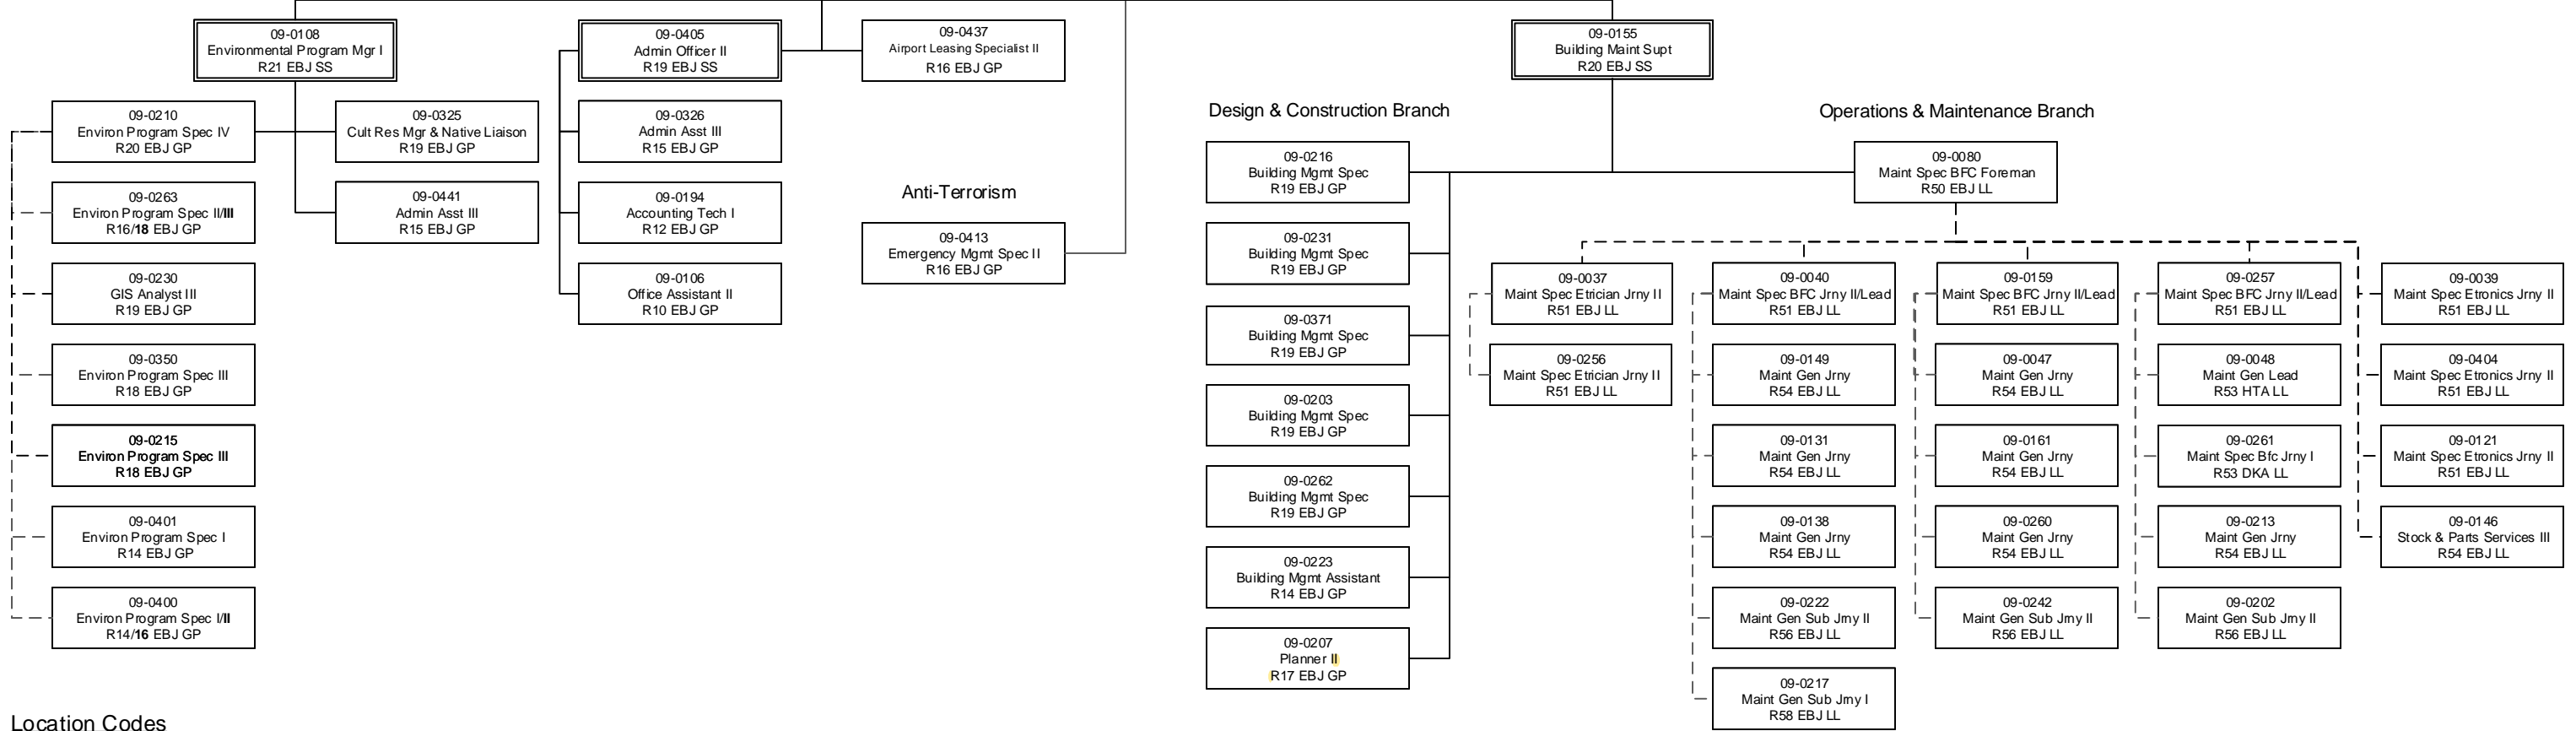 09-0108
Environmental Program Mgr I
R21 EBJ SS
09-0405
Admin Officer II
R19 EBJ SS
09-0437
Airport Leasing Specialist II
R16 EBJ GP
09-0155
Building Maint Supt
R20 EBJ SS
09-0210
Environ Program Spec IV
R20 EBJ GP
09-0263
Environ Program Spec II/III
R16/18 EBJ GP
09-0230
GIS Analyst III
R19 EBJ GP
09-0350
Environ Program Spec III
R18 EBJ GP
09-0215
Environ Program Spec III
R18 EBJ GP
09-0401
Environ Program Spec I
R14 EBJ GP
09-0400
Environ Program Spec I/II
R14/16 EBJ GP
09-0325
Cult Res Mgr & Native Liaison
R19 EBJ GP
09-0441
Admin Asst III
R15 EBJ GP
09-0326
Admin Asst III
R15 EBJ GP
09-0194
Accounting Tech I
R12 EBJ GP
09-0106
Office Assistant II
R10 EBJ GP
Anti-Terrorism
09-0413
Emergency Mgmt Spec II
R16 EBJ GP
Design & Construction Branch
09-0216
Building Mgmt Spec
R19 EBJ GP
09-0231
Building Mgmt Spec
R19 EBJ GP
09-0371
Building Mgmt Spec
R19 EBJ GP
09-0203
Building Mgmt Spec
R19 EBJ GP
09-0262
Building Mgmt Spec
R19 EBJ GP
09-0223
Building Mgmt Assistant
R14 EBJ GP
09-0207
Planner II
R17 EBJ GP
Operations & Maintenance Branch
09-0080
Maint Spec BFC Foreman
R50 EBJ LL
09-0037
Maint Spec Etrician Jrny II
R51 EBJ LL
09-0256
Maint Spec Etrician Jrny II
R51 EBJ LL
09-0040
Maint Spec BFC Jrny II/Lead
R51 EBJ LL
09-0149
Maint Gen Jrny
R54 EBJ LL
09-0131
Maint Gen Jrny
R54 EBJ LL
09-0138
Maint Gen Jrny
R54 EBJ LL
09-0222
Maint Gen Sub Jrny II
R56 EBJ LL
09-0217
Maint Gen Sub Jrny I
R58 EBJ LL
09-0159
Maint Spec BFC Jrny II/Lead
R51 EBJ LL
09-0047
Maint Gen Jrny
R54 EBJ LL
09-0161
Maint Gen Jrny
R54 EBJ LL
09-0260
Maint Gen Jrny
R54 EBJ LL
09-0242
Maint Gen Sub Jrny II
R56 EBJ LL
09-0257
Maint Spec BFC Jrny II/Lead
R51 EBJ LL
09-0048
Maint Gen Lead
R53 HTA LL
09-0261
Maint Spec Bfc Jrny I
R53 DKA LL
09-0213
Maint Gen Jrny
R54 EBJ LL
09-0202
Maint Gen Sub Jrny II
R56 EBJ LL
09-0039
Maint Spec Etronics Jrny II
R51 EBJ LL
09-0404
Maint Spec Etronics Jrny II
R51 EBJ LL
09-0121
Maint Spec Etronics Jrny II
R51 EBJ LL
09-0146
Stock & Parts Services III
R54 EBJ LL
Location Codes